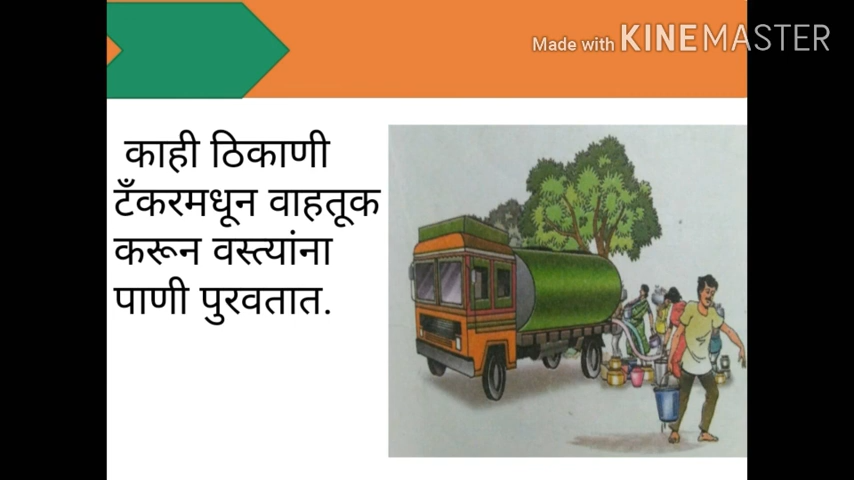 Made with KINEMASTER
काही ठिकाणी
टँकरमधून वाहतूक
करून वस्त्यांना
पाणी पुरवतात.